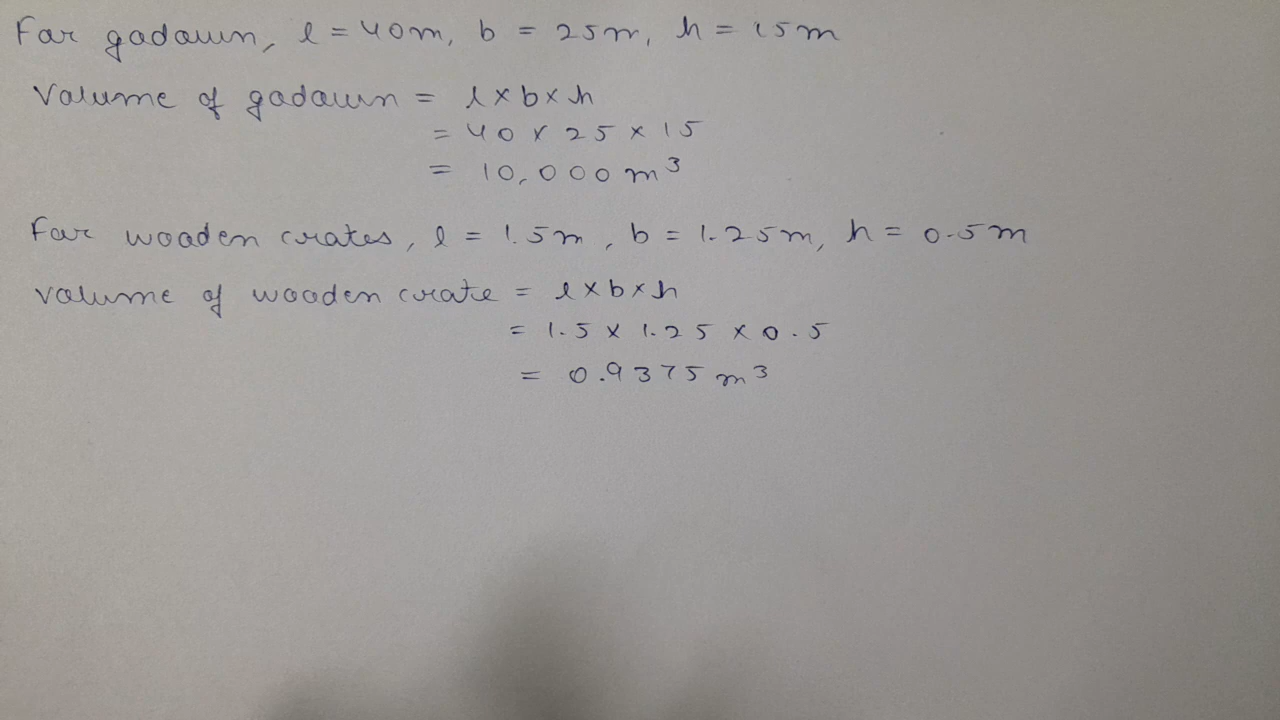 For godown, l = 40m, b = 25m, h = 15m
Volume of godown = l × b × h
= 40 × 25 × 15
= 10,000 m³
For wooden crates, l = 1.5m, b = 1.25m, h = 0.5m
volume of wooden crate = l × b × h
= 1.5 × 1.25 × 0.5
= 0.9375 m³